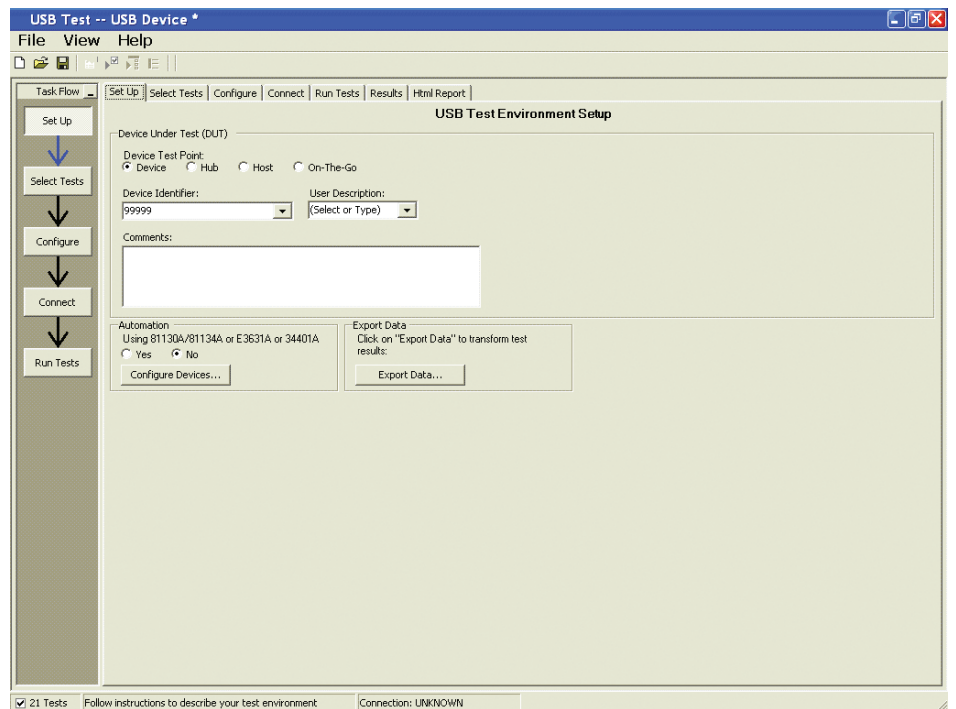 USB Test -- USB Device *
File View Help
Task Flow
Set Up
Select Tests
Configure
Connect
Run Tests
Set Up Select Tests Configure Connect Run Tests Results Html Report
USB Test Environment Setup
Device Under Test (DUT)
Device Test Point:
Device Hub Host On-The-Go
Device Identifier: User Description:
99999 (Select or Type)
Comments:
Automation
Using 81130A/81134A or E3631A or 34401A
Yes No
Configure Devices...
Export Data
Click on "Export Data" to transform test
results:
Export Data...
21 Tests Follow instructions to describe your test environment Connection: UNKNOWN